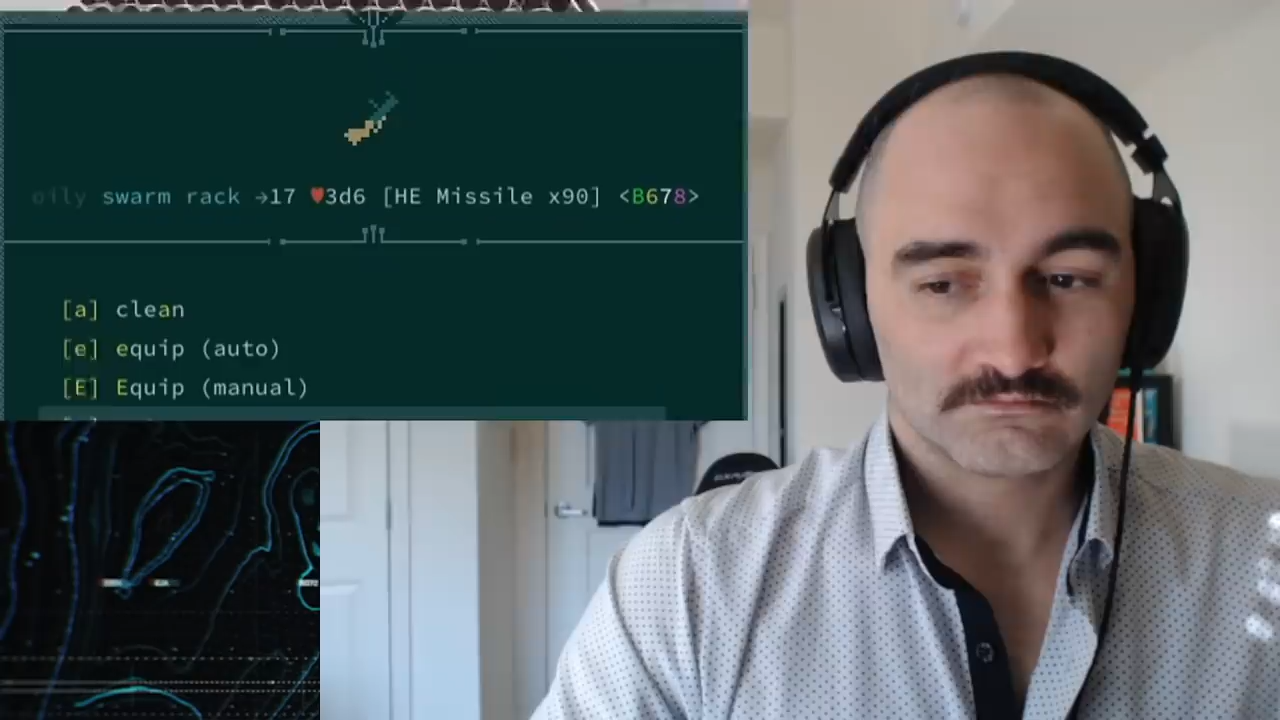 oily swarm rack →17 ♥3d6 [HE Missile x90] <B678>
[a] clean
[e] equip (auto)
[E] Equip (manual)